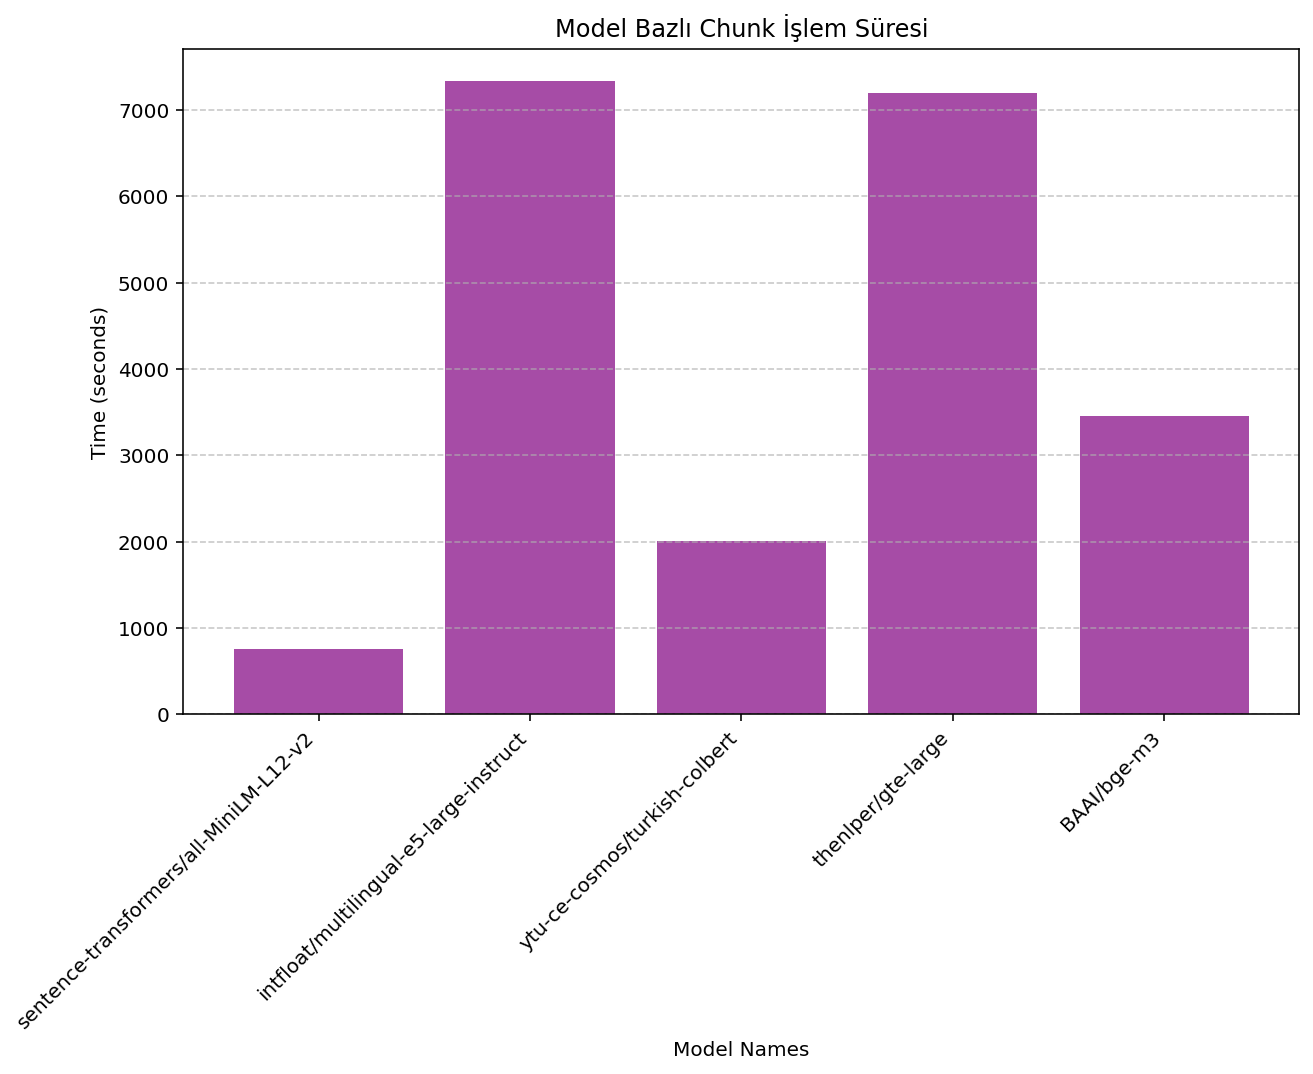 Model Bazlı Chunk İşlem Süresi
Time (seconds)
7000
6000
5000
4000
3000
2000
1000
0
sentence-transformers/all-MiniLM-L12-v2
intfloat/multilingual-e5-large-instruct
ytu-ce-cosmos/turkish-colbert
thenlper/gte-large
BAAI/bge-m3
Model Names